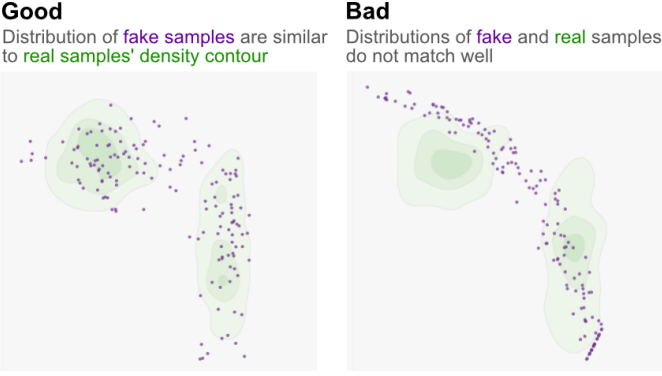 Good
Distribution of fake samples are similar
to real samples' density contour
Bad
Distributions of fake and real samples
do not match well